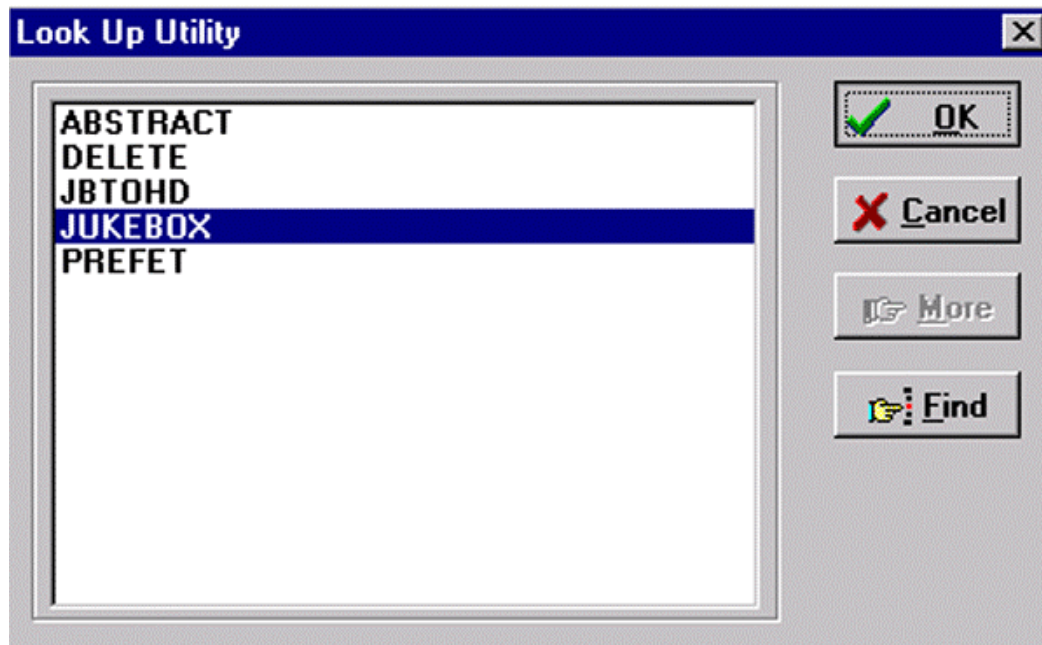 Look Up Utility
ABSTRACT
DELETE
JBTOHD
JUKEBOX
PREFET
OK
Cancel
More
Find